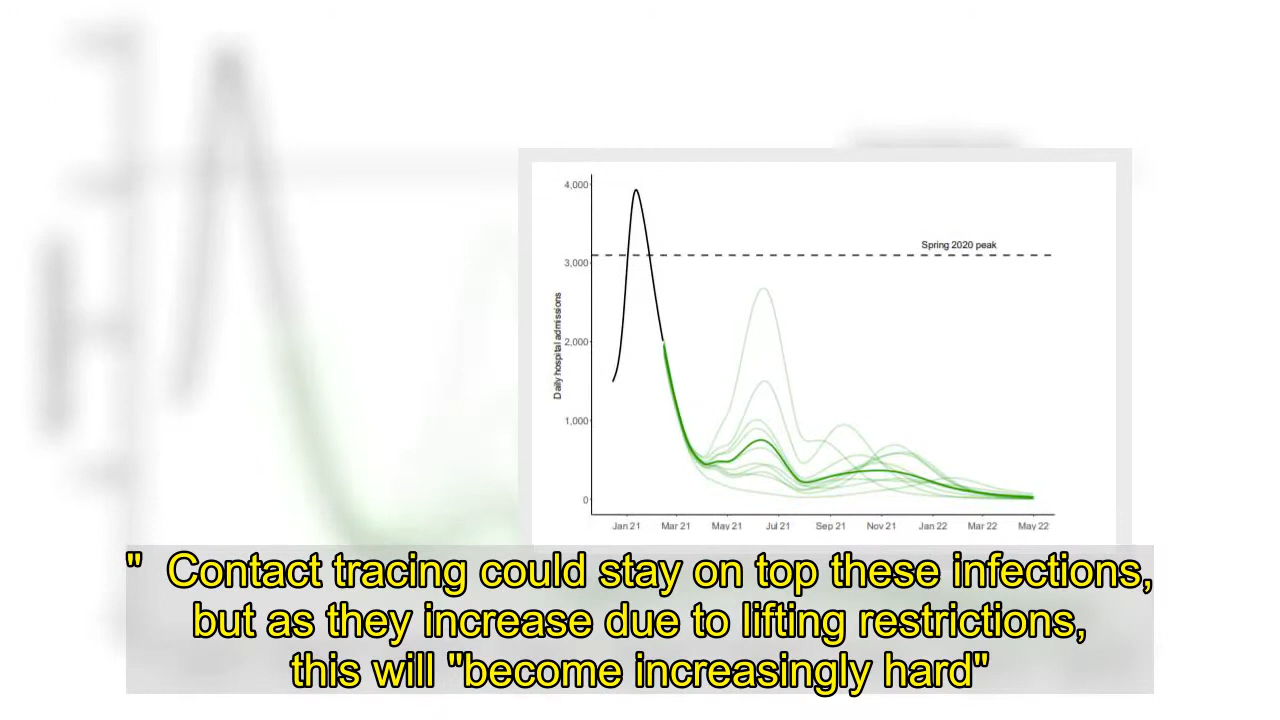 4,000
Spring 2020 peak
3,000
Daily hospital admissions
2,000
1,000
0
Jan 21 Mar 21 May 21 Jul 21 Sep 21 Nov 21 Jan 22 Mar 22 May 22
" Contact tracing could stay on top these infections,
but as they increase due to lifting restrictions,
this will "become increasingly hard"